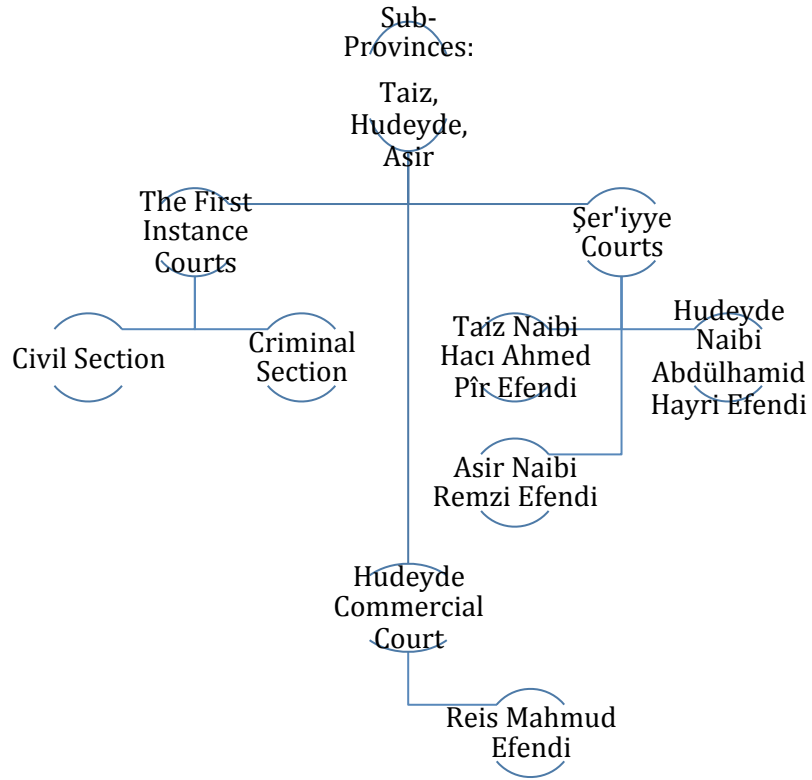 Sub-
Provinces:
Taiz,
Hudeyde,
Asir
The First
Instance
Courts
Şer'iyye
Courts
Civil Section
Criminal
Section
Taiz Naibi
Hacı Ahmed
Pîr Efendi
Hudeyde
Naibi
Abdülhamid
Hayri Efendi
Asir Naibi
Remzi Efendi
Hudeyde
Commercial
Court
Reis Mahmud
Efendi